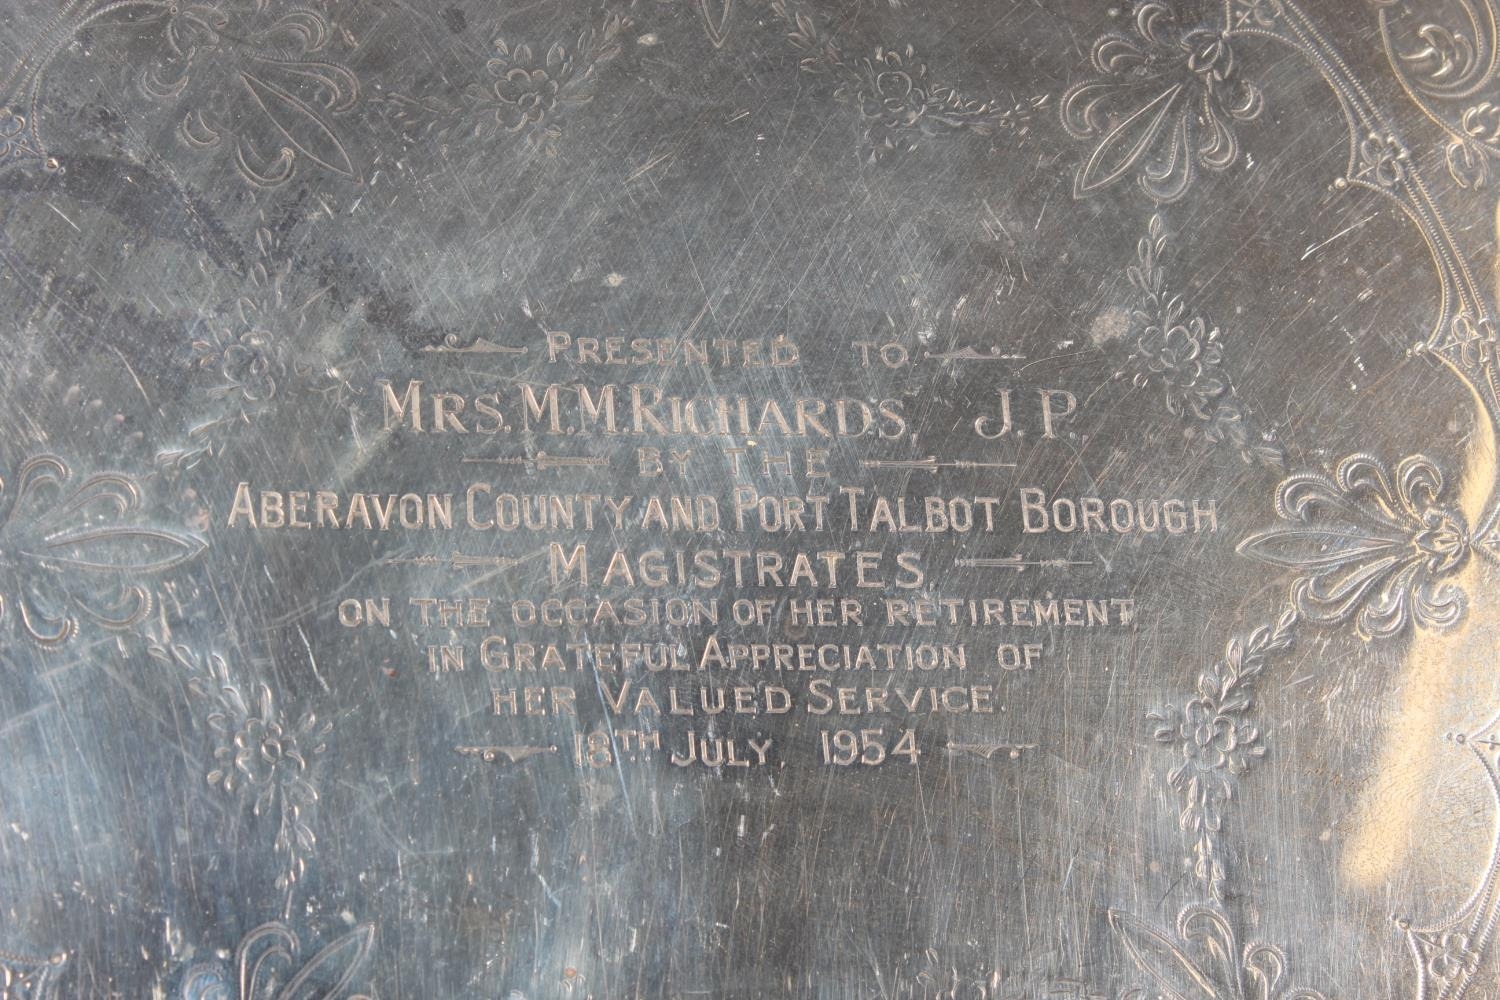 PRESENTED TO
MRS. M.M. RICHARDS, J.P.,
BY THE
ABERAVON COUNTY AND PORT TALBOT BOROUGH
MAGISTRATES,
ON THE OCCASION OF HER RETIREMENT
IN GRATEFUL APPRECIATION OF
HER VALUED SERVICE.
18TH JULY, 1954